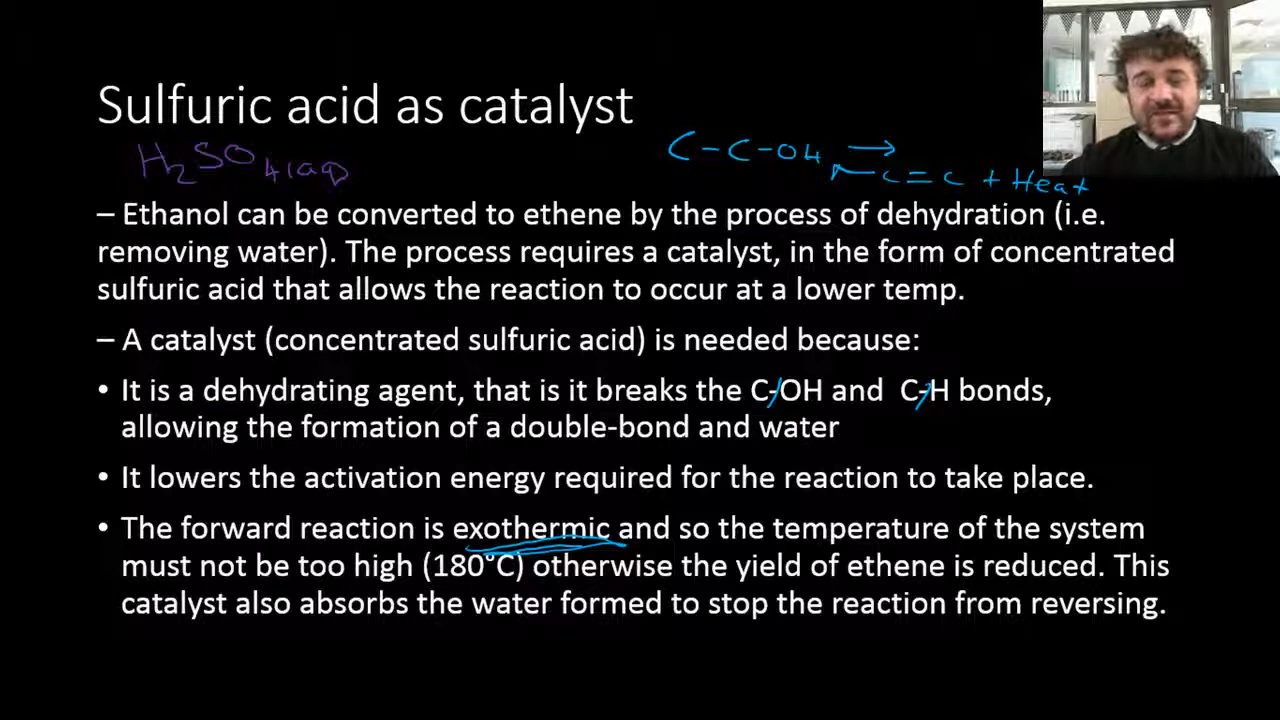 Sulfuric acid as catalyst
H2SO4(aq)
C-C-OH ⇌ C=C + Heat
– Ethanol can be converted to ethene by the process of dehydration (i.e.
removing water). The process requires a catalyst, in the form of concentrated
sulfuric acid that allows the reaction to occur at a lower temp.
– A catalyst (concentrated sulfuric acid) is needed because:
• It is a dehydrating agent, that is it breaks the C-OH and C-H bonds,
allowing the formation of a double-bond and water
• It lowers the activation energy required for the reaction to take place.
• The forward reaction is exothermic and so the temperature of the system
must not be too high (180°C) otherwise the yield of ethene is reduced. This
catalyst also absorbs the water formed to stop the reaction from reversing.